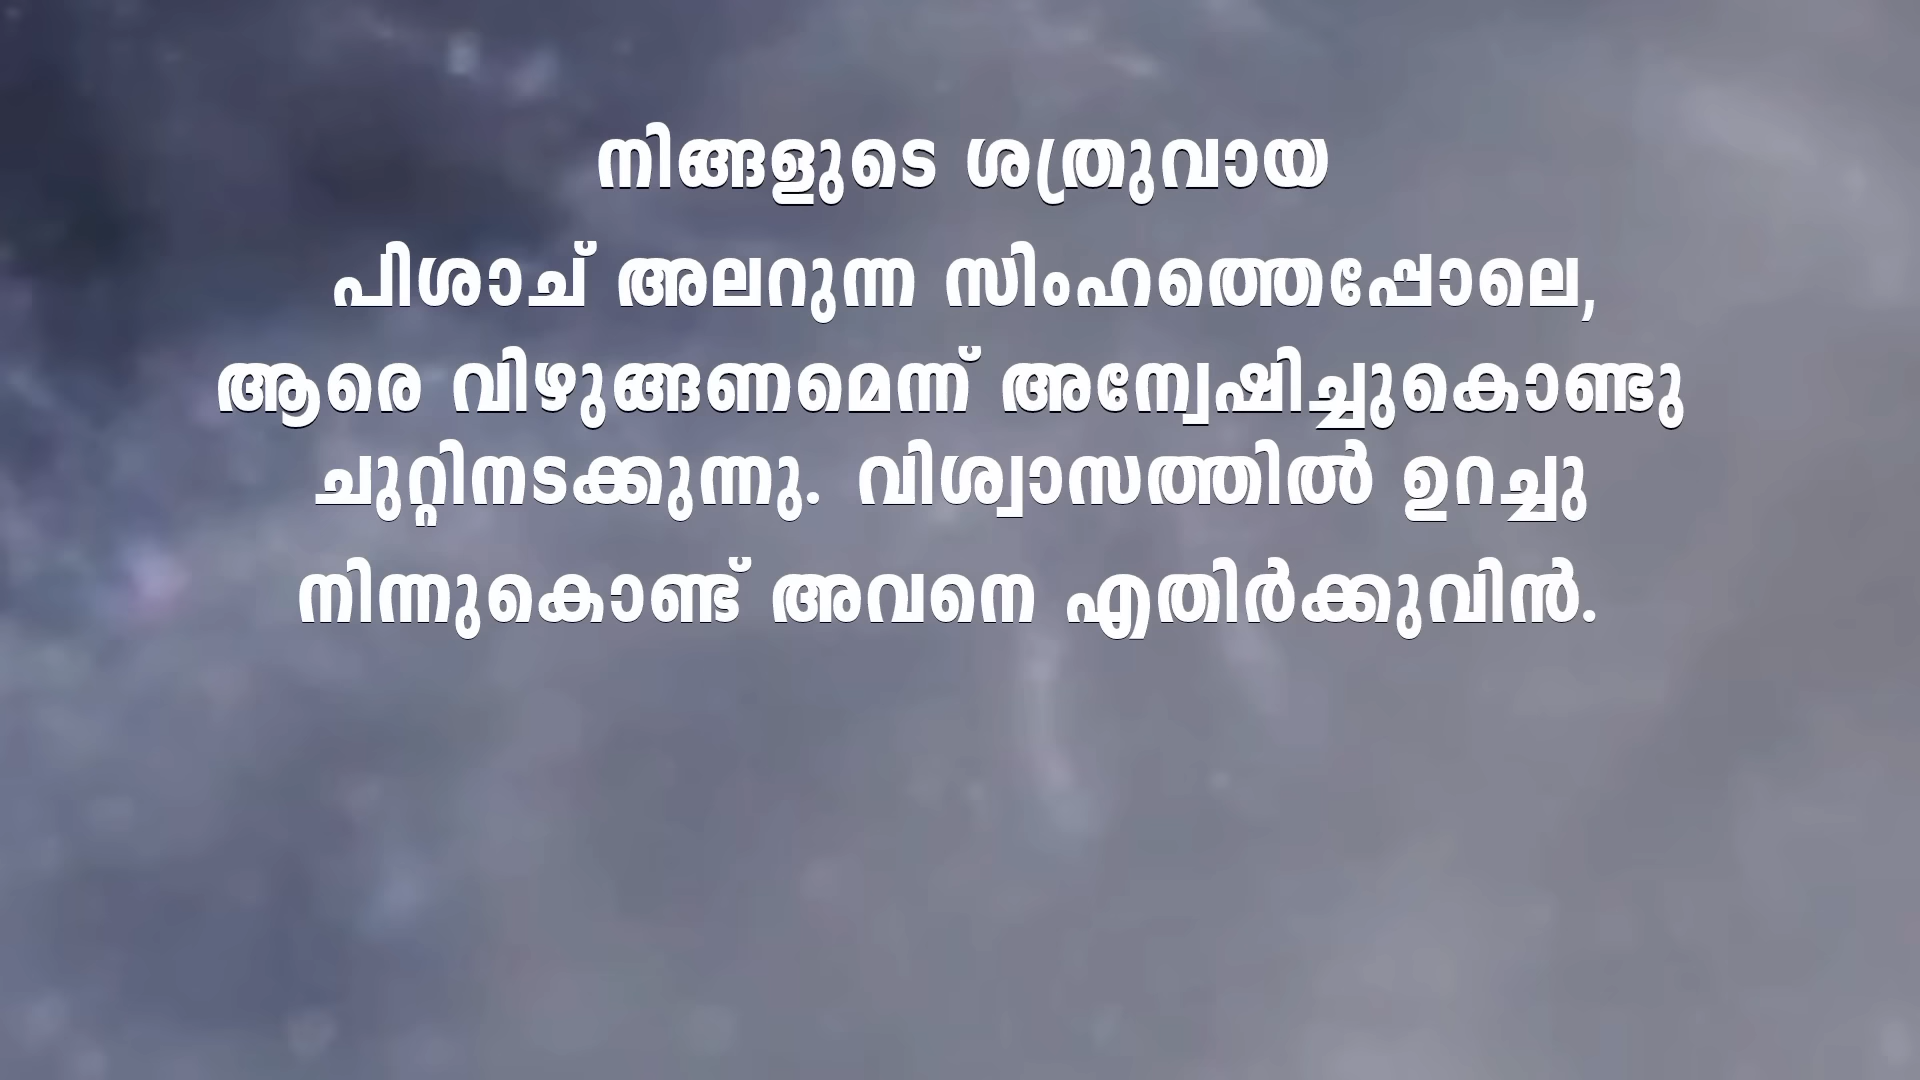 നിങ്ങളുടെ ശത്രുവായ
പിശാച് അലറുന്ന സിംഹത്തെപ്പോലെ,
ആരെ വിഴുങ്ങണമെന്ന് അന്വേഷിച്ചുകൊണ്ടു
ചുറ്റിനടക്കുന്നു. വിശ്വാസത്തിൽ ഉറച്ചു
നിന്നുകൊണ്ട് അവനെ എതിർക്കുവിൻ.